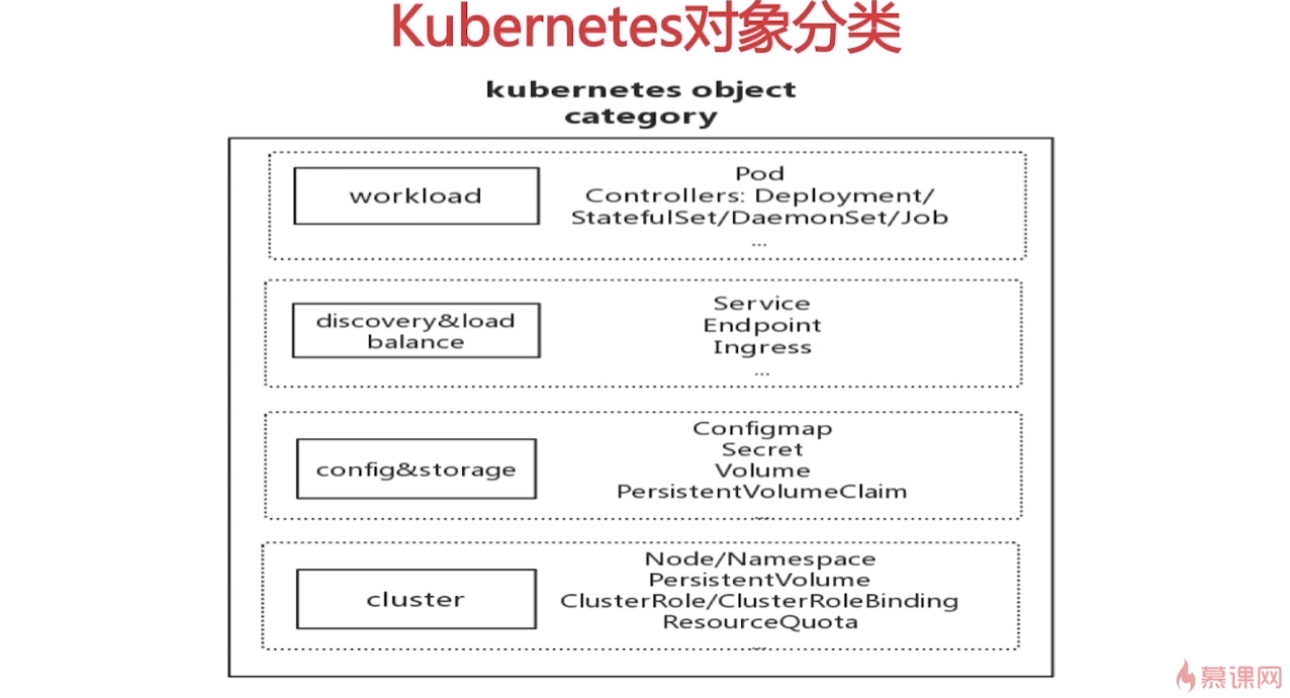 Kubernetes对象分类
kubernetes object
category
workload
Pod
Controllers: Deployment/
StatefulSet/DaemonSet/Job
...
discovery&load
balance
Service
Endpoint
Ingress
...
config&storage
Configmap
Secret
Volume
PersistentVolumeClaim
...
cluster
Node/Namespace
PersistentVolume
ClusterRole/ClusterRoleBinding
ResourceQuota
...
慕课网